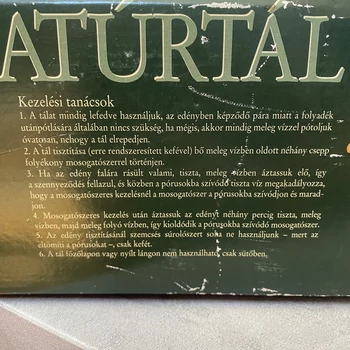 ATÚRTÁL
Kezelési tanácsok
1. A tálat mindig lefedve használjuk, az edényben képződő pára miatt a folyadék
utánpótlására általában nincs szükség, ha mégis, akkor mindig meleg vízzel pótoljuk
óvatosan, nehogy a tál elrepedjen.
2. A tál tisztítása (erre rendszeresített kefével) bő meleg vízben oldott néhány csepp
folyékony mosogatószerrel történjen.
3. Ha az edény falára rásült valami, tiszta, meleg vízben áztassuk elő, így
a szennyeződés fellazul, és közben a pórusokba szívódó tiszta víz megakadályozza,
hogy a mosogatószeres kezelésnél a mosogatószer a pórusokba szívódjon és marad-
jon.
4. Mosogatószeres kezelés után áztassuk az edényt néhány percig tiszta, meleg
vízben, majd meleg folyó vízben, így kioldódik a pórusokba szívódó mosogatószer.
5. Az edény tisztításánál szemcsés súrolószert soha ne használjunk – mert az
eltömíti a pórusokat –, csak kefét.
6. A tál főzőlapon vagy nyílt lángon nem használható, csak sütőben.